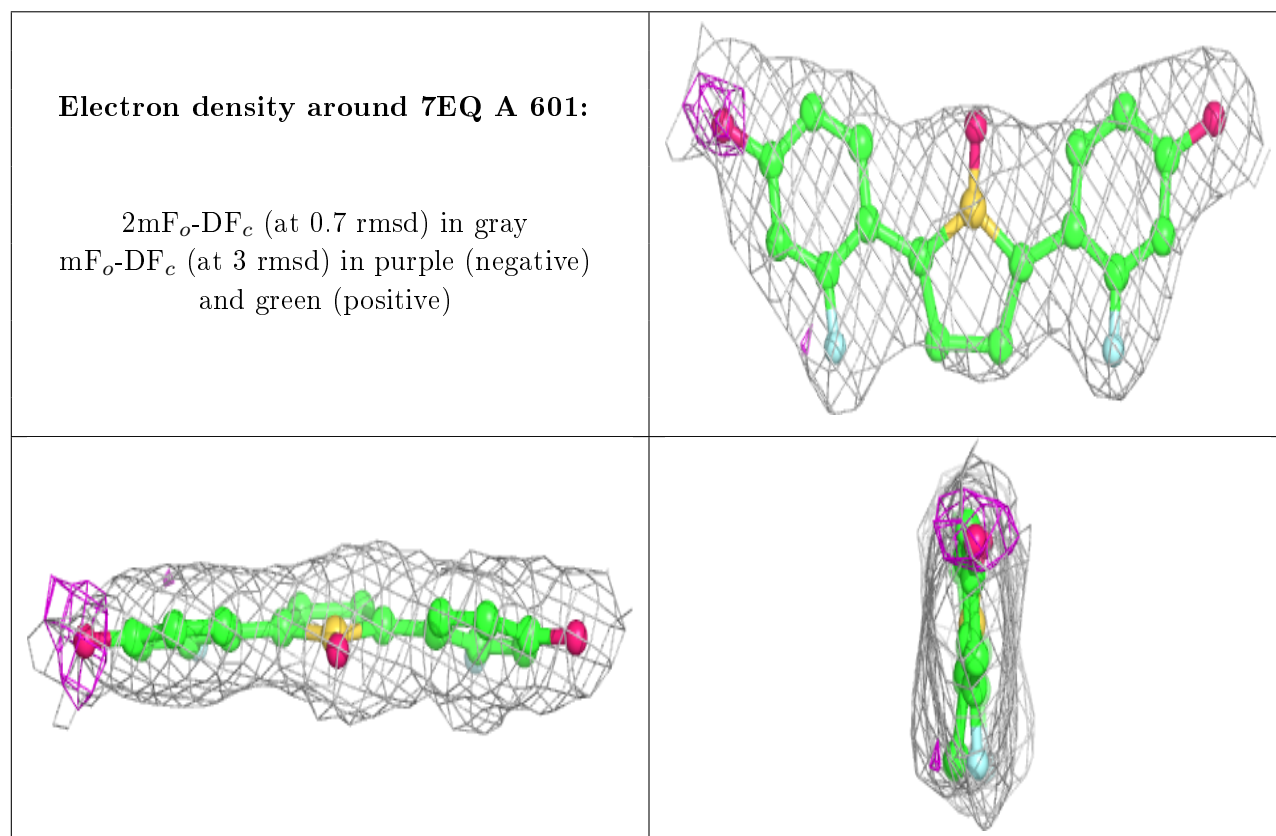 Electron density around 7EQ A 601:
2mFo-DFc (at 0.7 rmsd) in gray
mFo-DFc (at 3 rmsd) in purple (negative)
and green (positive)